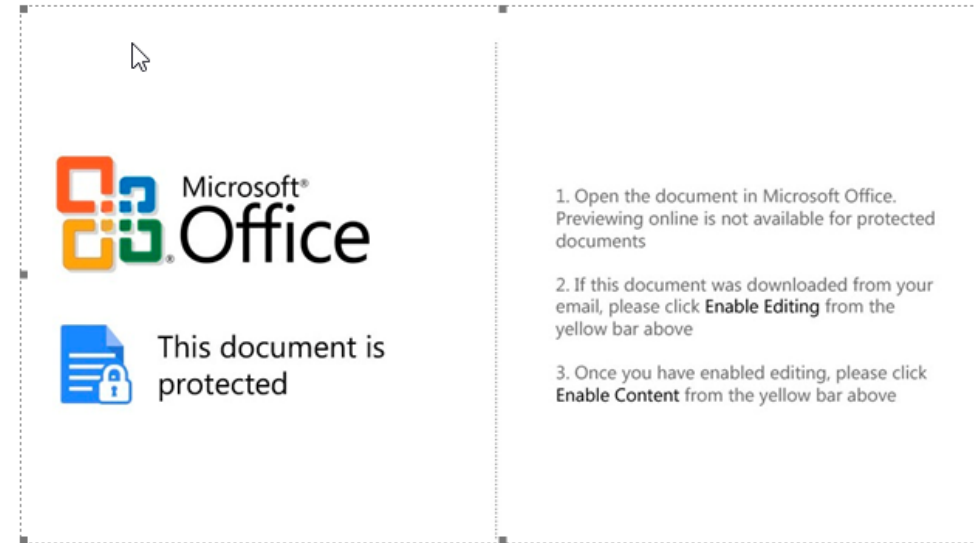 Microsoft®
Office
®
This document is
protected
1. Open the document in Microsoft Office.
Previewing online is not available for protected
documents
2. If this document was downloaded from your
email, please click Enable Editing from the
yellow bar above
3. Once you have enabled editing, please click
Enable Content from the yellow bar above